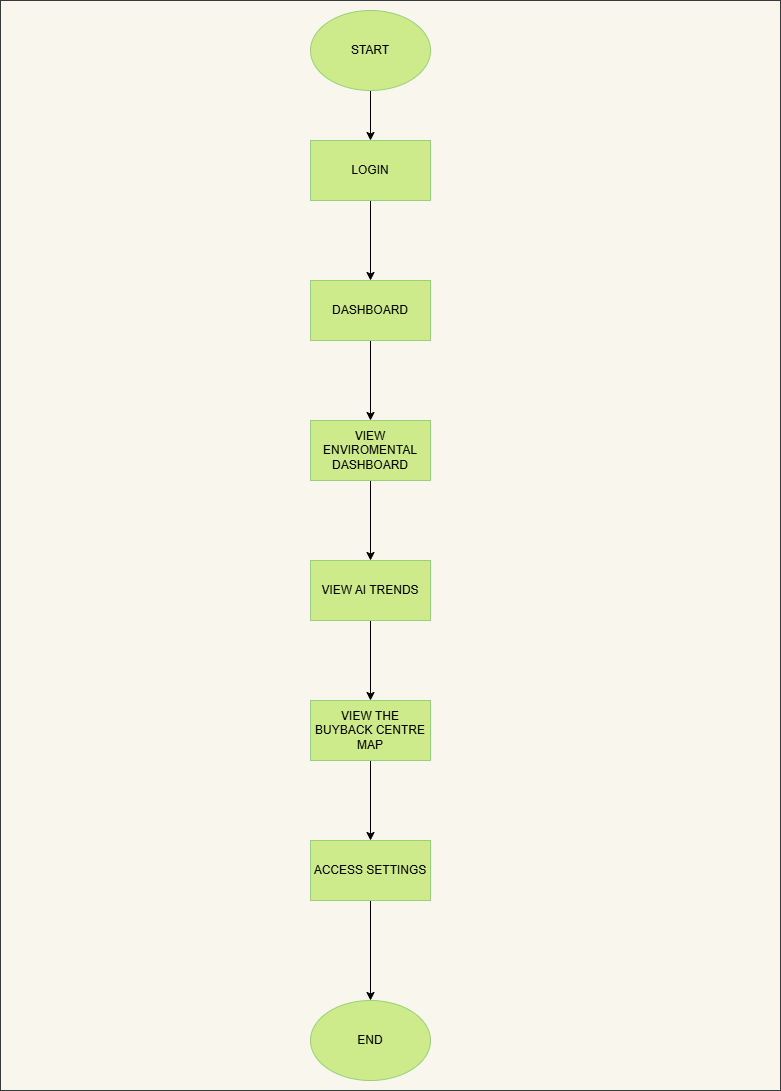 START
LOGIN
DASHBOARD
VIEW
ENVIROMENTAL
DASHBOARD
VIEW AI TRENDS
VIEW THE
BUYBACK CENTRE
MAP
ACCESS SETTINGS
END